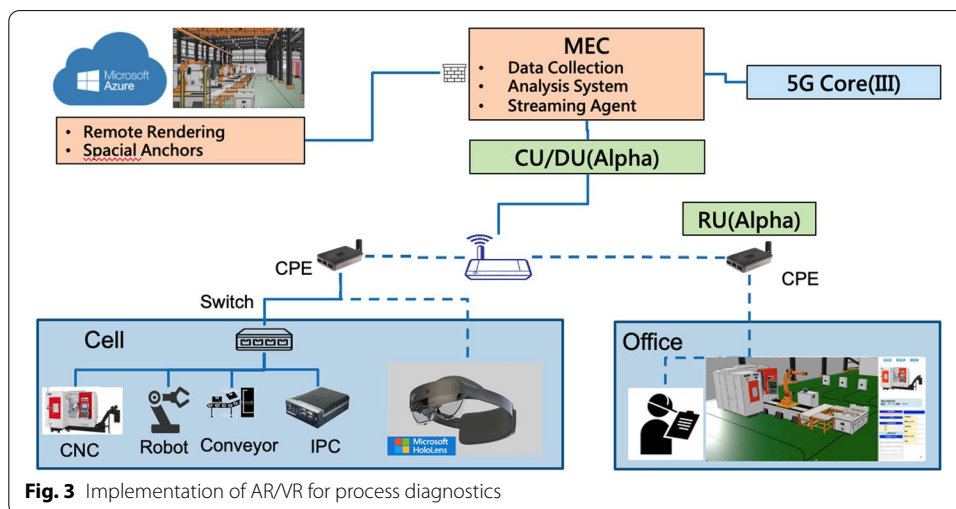 Microsoft
Azure
• Remote Rendering
• Spacial Anchors
MEC
• Data Collection
• Analysis System
• Streaming Agent
5G Core(III)
CU/DU(Alpha)
RU(Alpha)
CPE
CPE
Switch
Cell
CNC
Robot
Conveyor
IPC
Microsoft
HoloLens
Office
Fig. 3 Implementation of AR/VR for process diagnostics